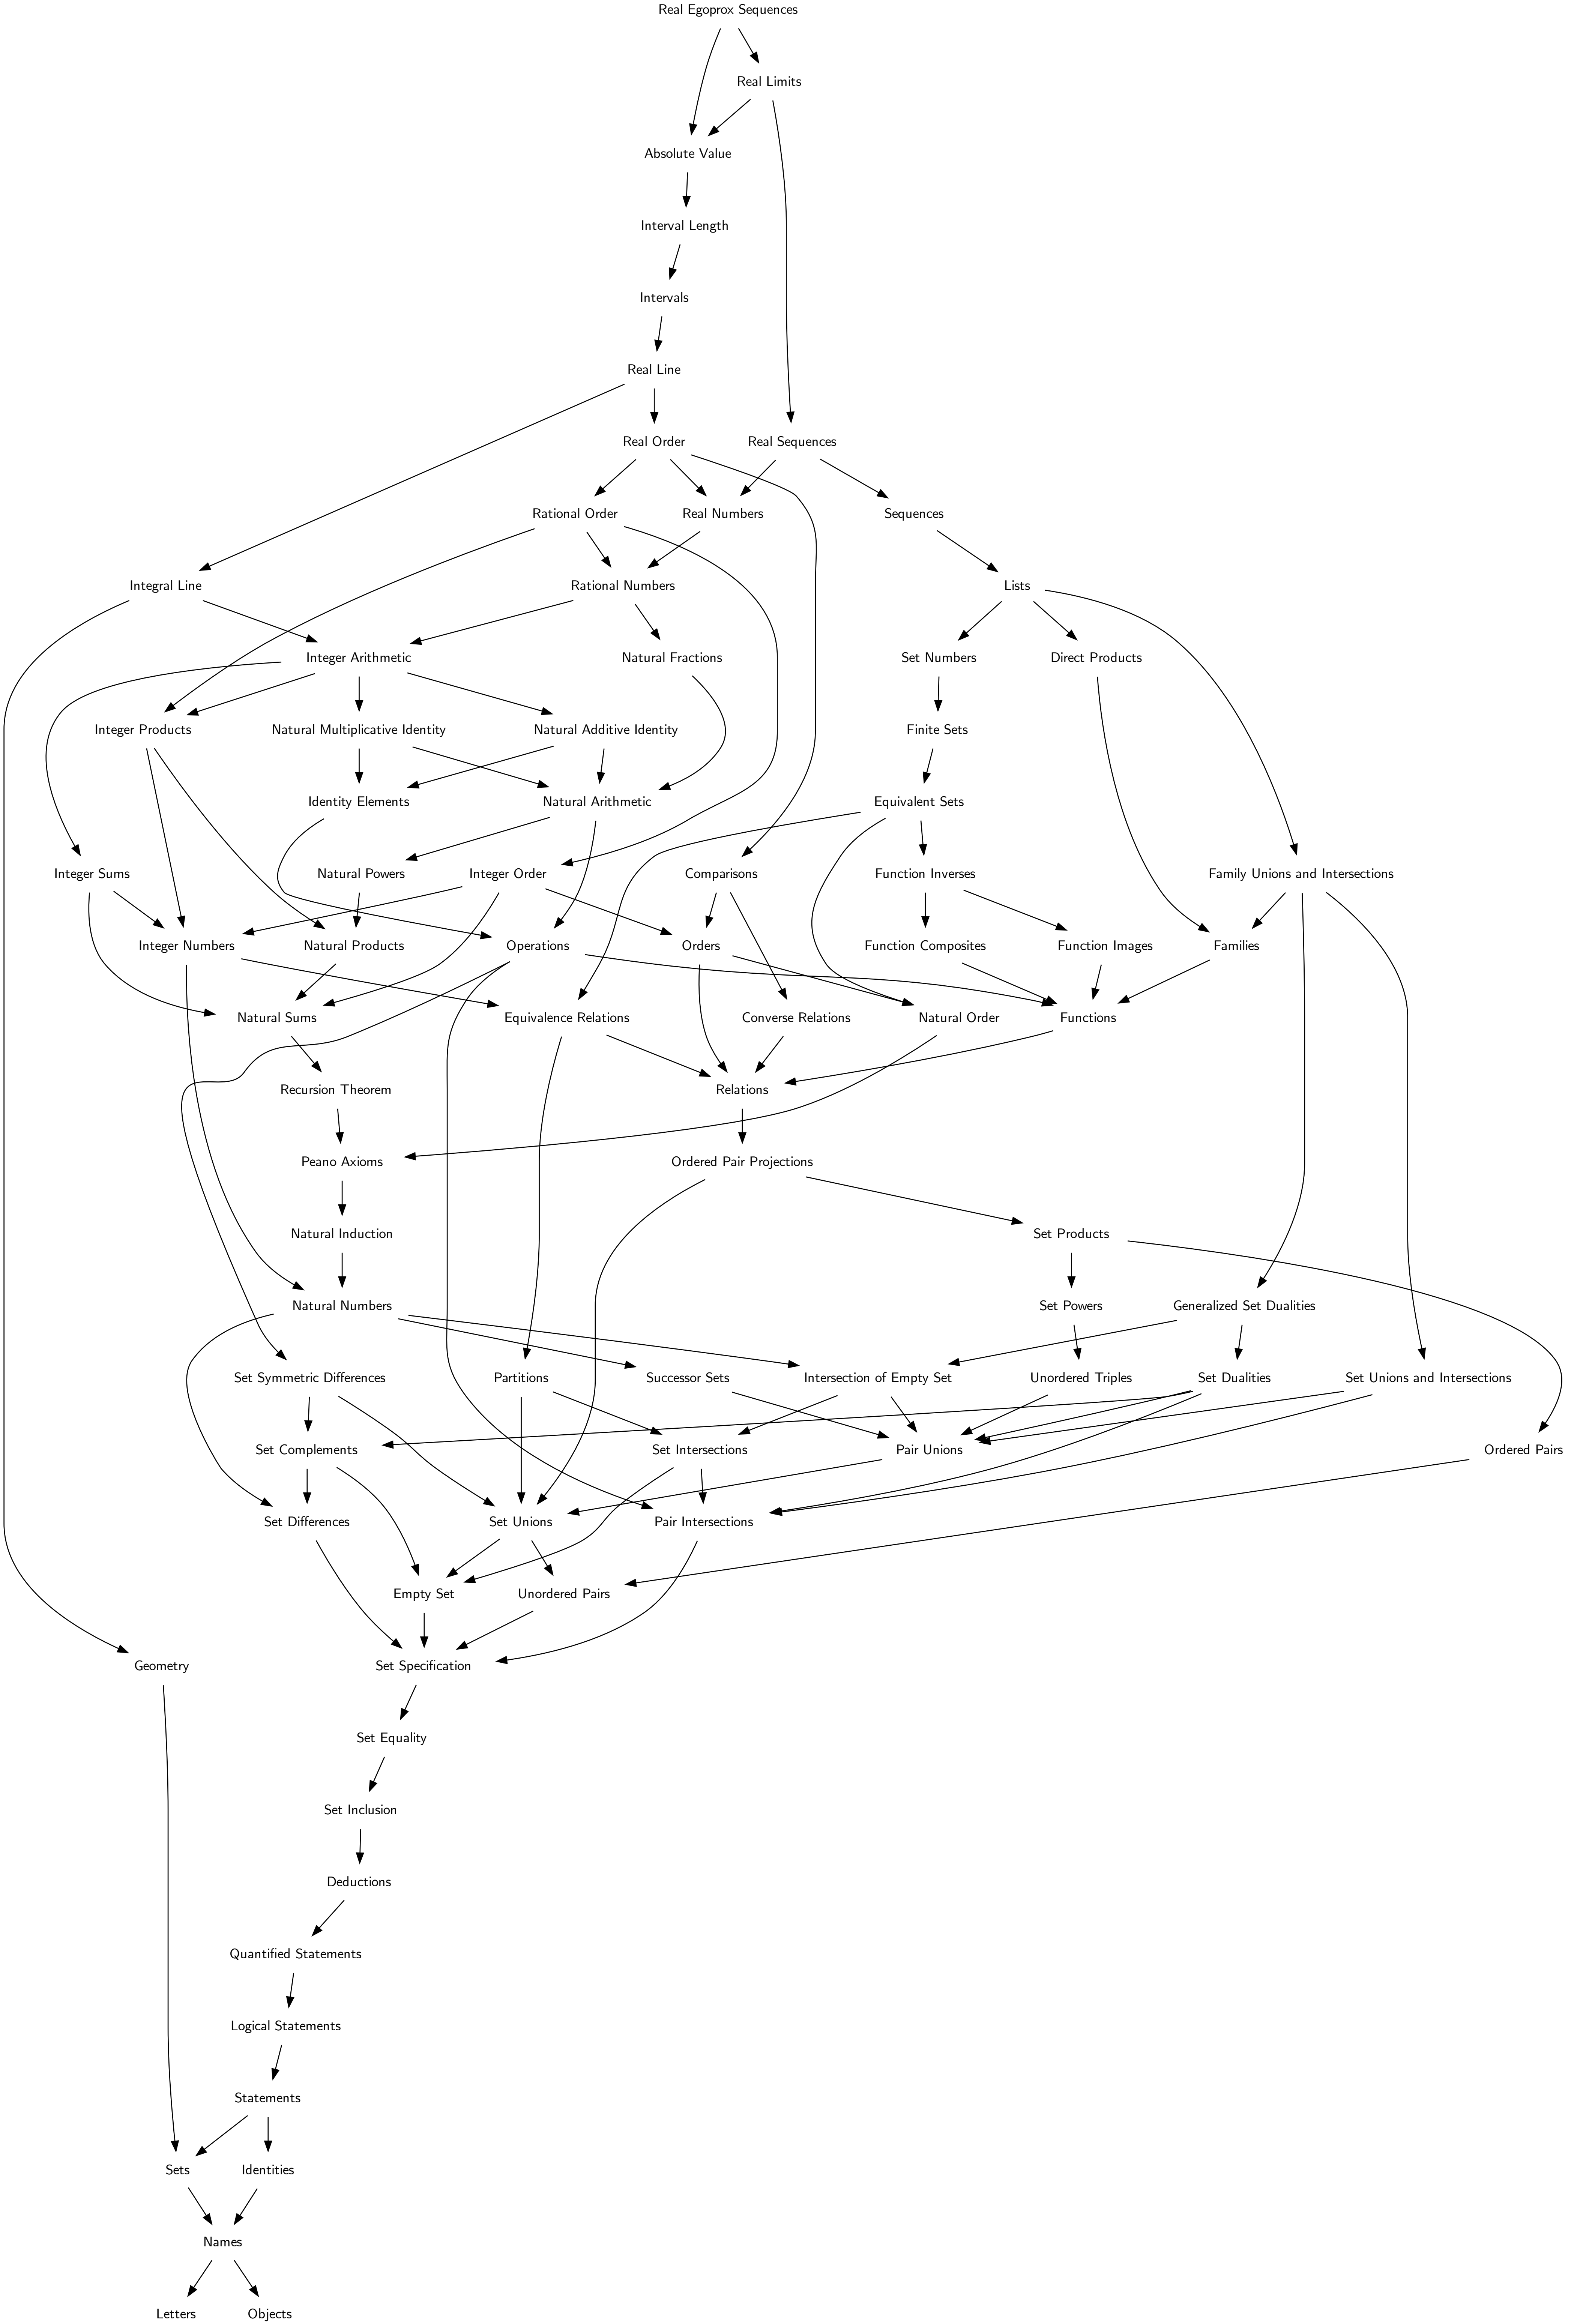 Real Egoprox Sequences
Real Limits
Absolute Value
Interval Length
Intervals
Real Line
Real Order
Real Sequences
Rational Order
Real Numbers
Sequences
Integral Line
Rational Numbers
Lists
Integer Arithmetic
Natural Fractions
Set Numbers
Direct Products
Integer Products
Natural Multiplicative Identity
Natural Additive Identity
Finite Sets
Identity Elements
Natural Arithmetic
Equivalent Sets
Integer Sums
Natural Powers
Integer Order
Comparisons
Function Inverses
Family Unions and Intersections
Integer Numbers
Natural Products
Operations
Orders
Function Composites
Function Images
Families
Natural Sums
Equivalence Relations
Converse Relations
Natural Order
Functions
Recursion Theorem
Relations
Peano Axioms
Ordered Pair Projections
Natural Induction
Set Products
Natural Numbers
Set Powers
Generalized Set Dualities
Set Symmetric Differences
Partitions
Successor Sets
Intersection of Empty Set
Unordered Triples
Set Dualities
Set Unions and Intersections
Set Complements
Set Intersections
Pair Unions
Ordered Pairs
Set Differences
Set Unions
Pair Intersections
Empty Set
Unordered Pairs
Geometry
Set Specification
Set Equality
Set Inclusion
Deductions
Quantified Statements
Logical Statements
Statements
Sets
Identities
Names
Letters
Objects